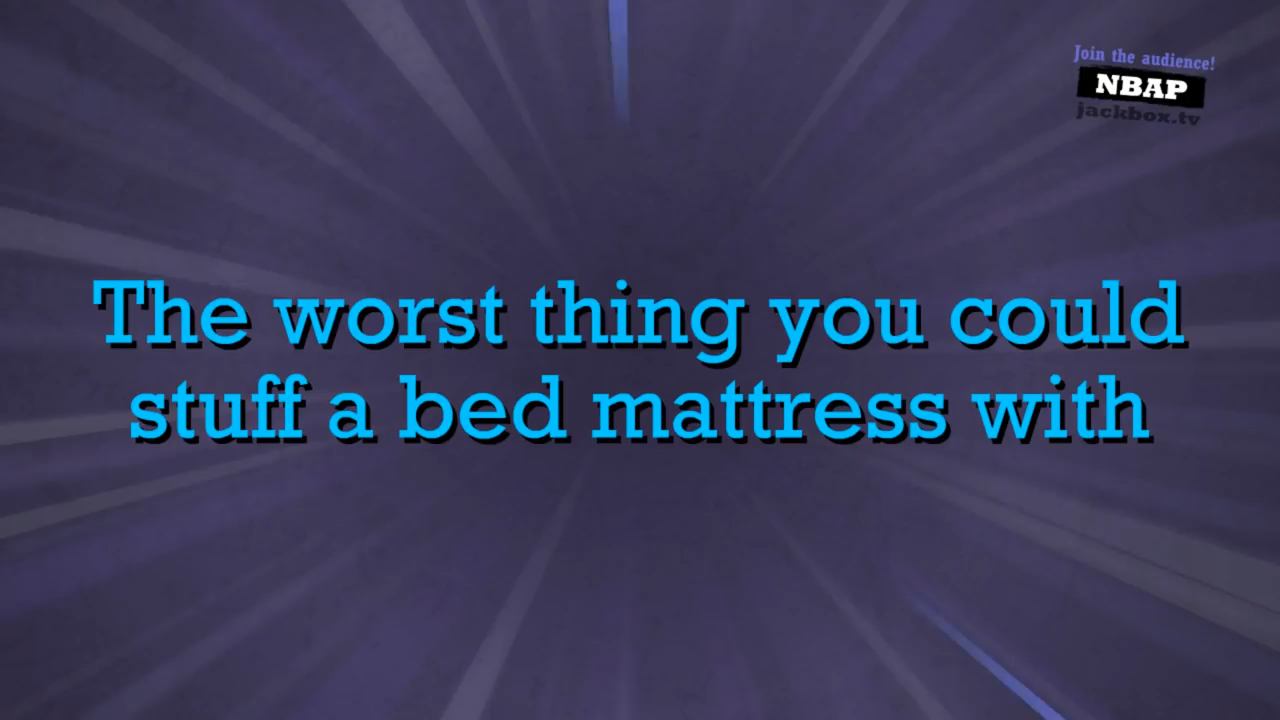 Join the audience!
NBAP
jackbox.tv
The worst thing you could
stuff a bed mattress with